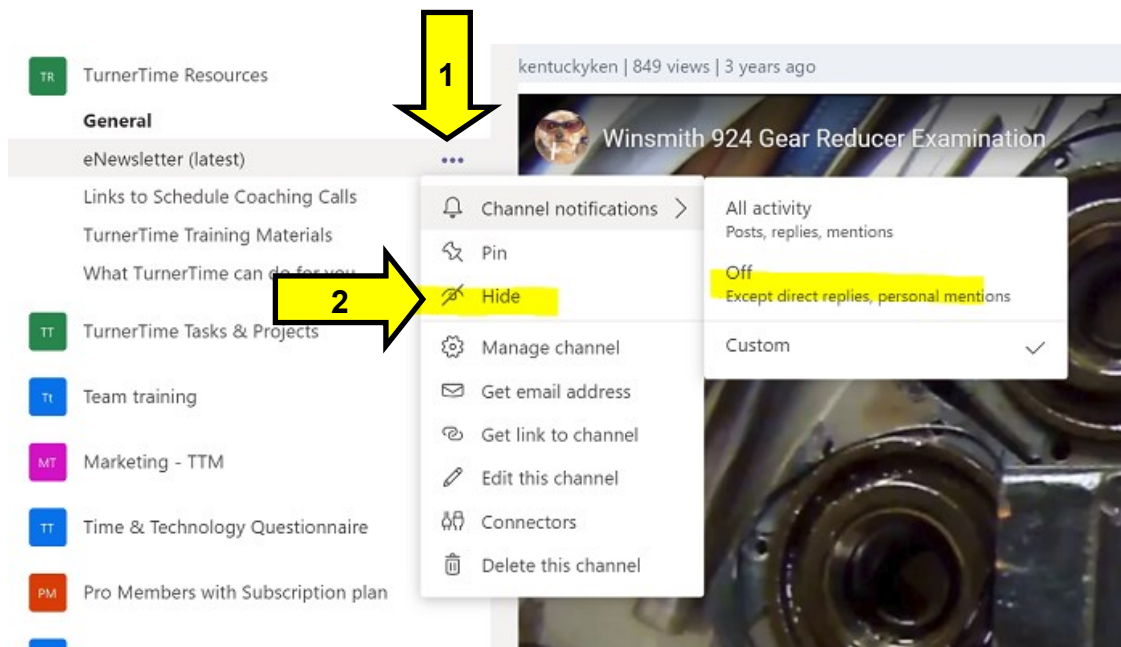 1
kentuckyken | 849 views | 3 years ago
TR TurnerTime Resources
General
eNewsletter (latest)
Links to Schedule Coaching Calls
TurnerTime Training Materials
What TurnerTime can do for you
2
TT TurnerTime Tasks & Projects
Tt Team training
MT Marketing - TTM
TT Time & Technology Questionnaire
PM Pro Members with Subscription plan
Winsmith 924 Gear Reducer Examination
Channel notifications
Pin
Hide
Manage channel
Get email address
Get link to channel
Edit this channel
Connectors
Delete this channel
All activity
Posts, replies, mentions
Off
Except direct replies, personal mentions
Custom